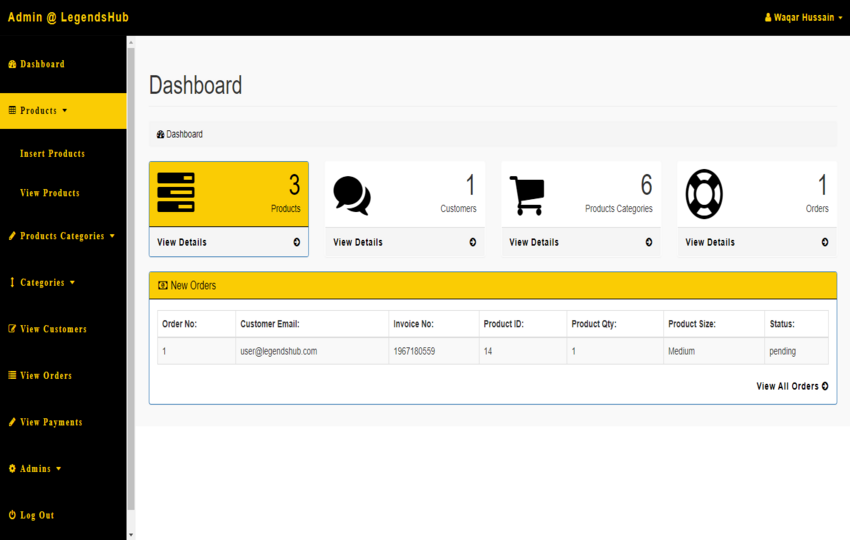 Admin @ LegendsHub
Waqar Hussain
Dashboard
Products
Insert Products
View Products
Products Categories
Categories
View Customers
View Orders
View Payments
Admins
Log Out
Dashboard
Dashboard
3
Products
View Details
1
Customers
View Details
6
Products Categories
View Details
1
Orders
View Details
New Orders
Order No: Customer Email: Invoice No: Product ID: Product Qty: Product Size: Status:
1 user@legendshub.com 1967180559 14 1 Medium pending
View All Orders